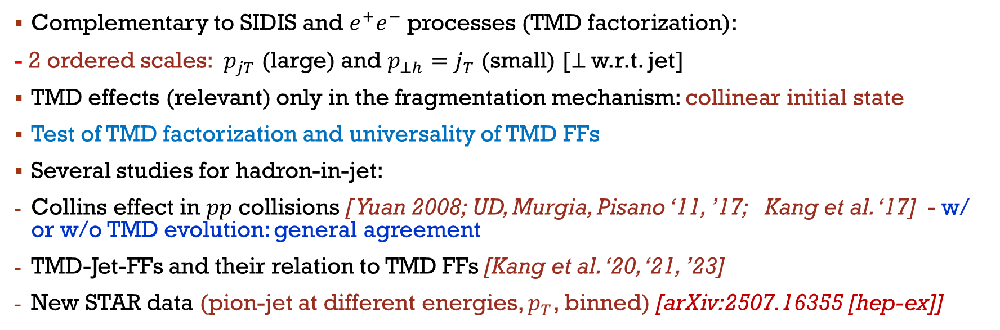 ▪ Complementary to SIDIS and e⁺e⁻ processes (TMD factorization):
- 2 ordered scales: p_{jT} (large) and p_{⊥h} = j_T (small) [⊥ w.r.t. jet]
▪ TMD effects (relevant) only in the fragmentation mechanism: collinear initial state
▪ Test of TMD factorization and universality of TMD FFs
▪ Several studies for hadron-in-jet:
- Collins effect in pp collisions [Yuan 2008; UD, Murgia, Pisano ‘11, ’17; Kang et al. ‘17] - w/
or w/o TMD evolution: general agreement
- TMD-Jet-FFs and their relation to TMD FFs [Kang et al. ‘20, ‘21, ’23]
- New STAR data (pion-jet at different energies, p_T, binned) [arXiv:2507.16355 [hep-ex]]